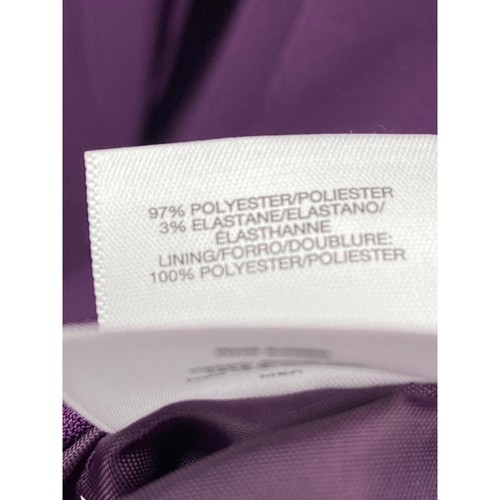 97% POLYESTER/POLIESTER
3% ELASTANE/ELASTANO/
ÉLASTHANNE
LINING/FORRO/DOUBLURE:
100% POLYESTER/POLIESTER